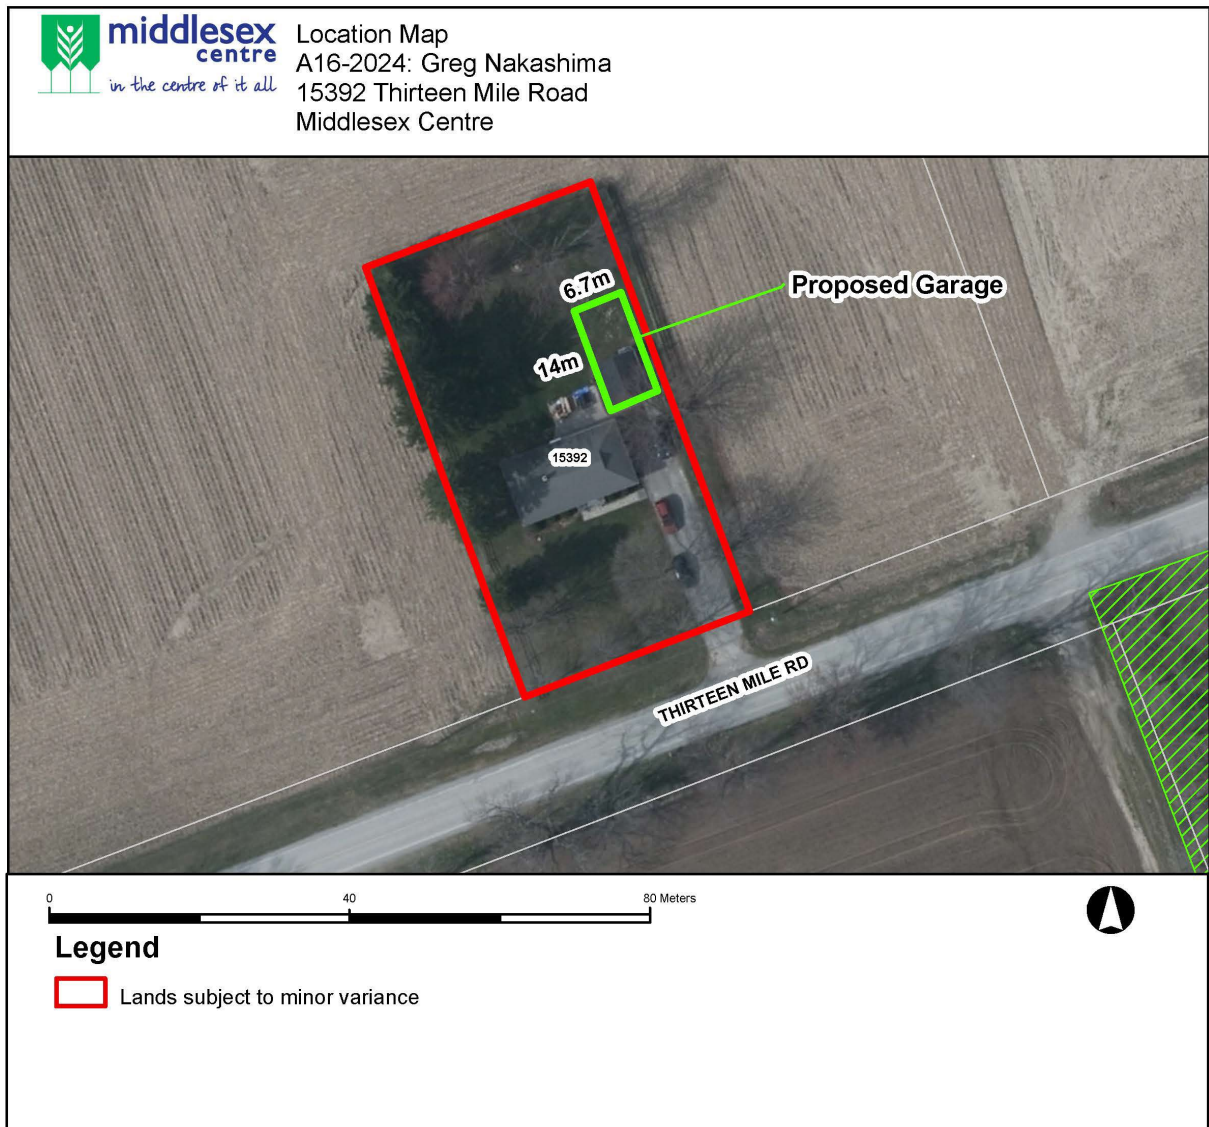 middlesex
centre
in the centre of it all
Location Map
A16-2024: Greg Nakashima
15392 Thirteen Mile Road
Middlesex Centre
6.7m
Proposed Garage
14m
15392
THIRTEEN MILE RD
0 40 80 Meters
Legend
Lands subject to minor variance